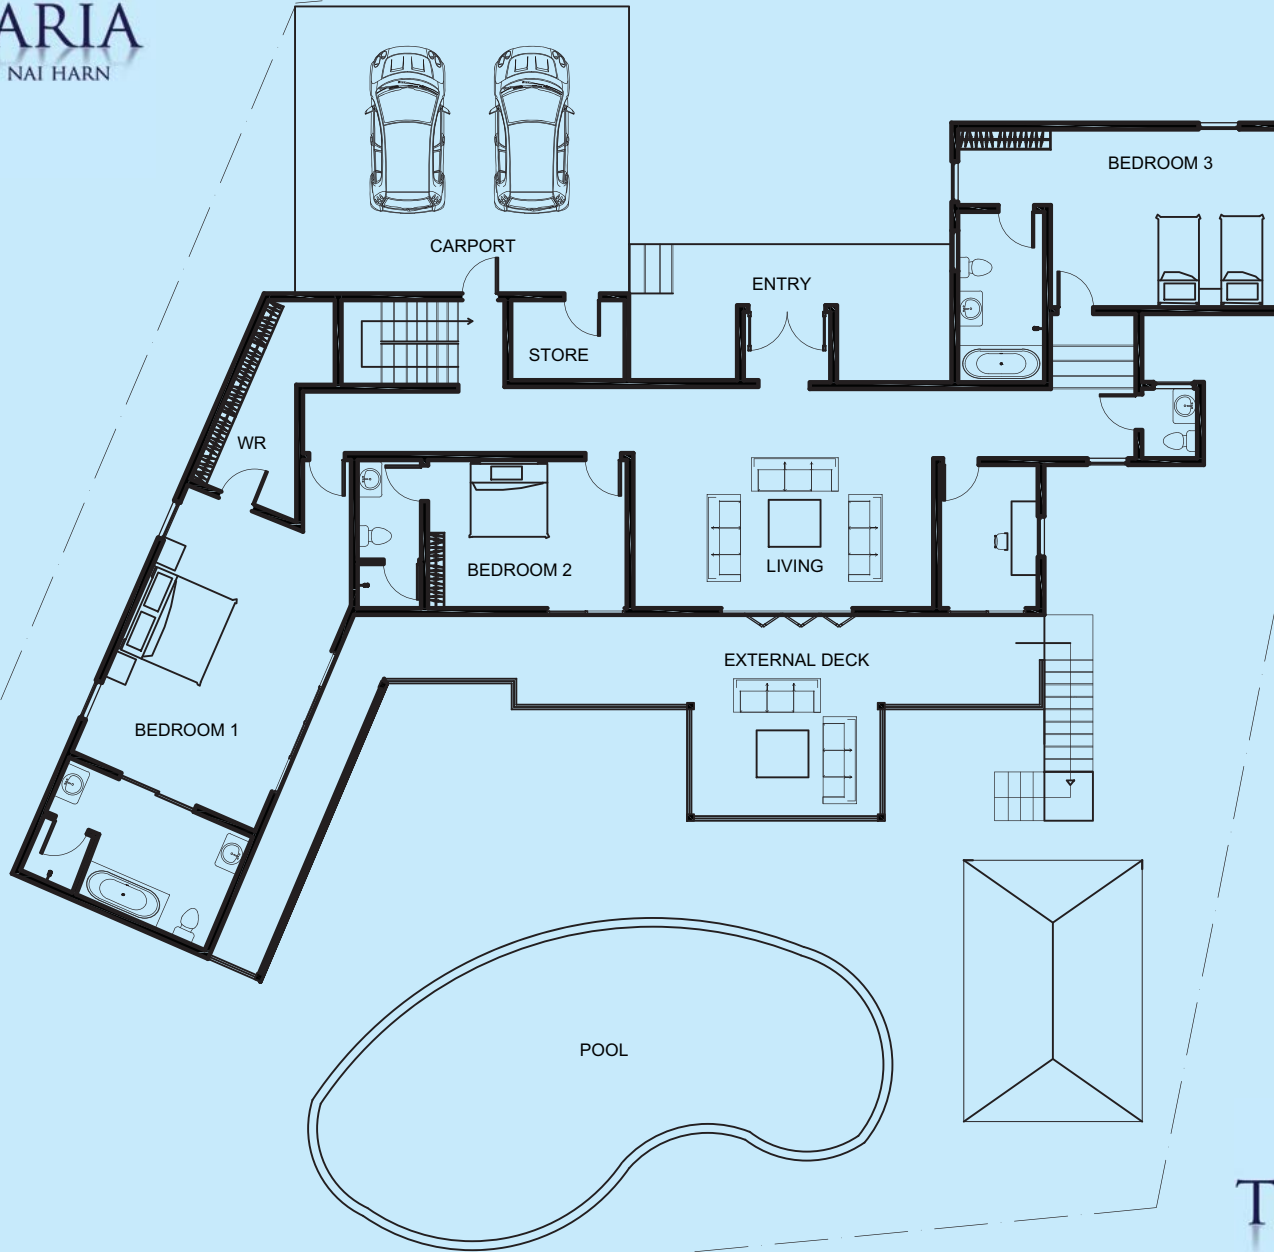 ARIA
NAI HARN
BEDROOM 3
CARPORT
ENTRY
STORE
WR
BEDROOM 2
LIVING
EXTERNAL DECK
BEDROOM 1
POOL
T